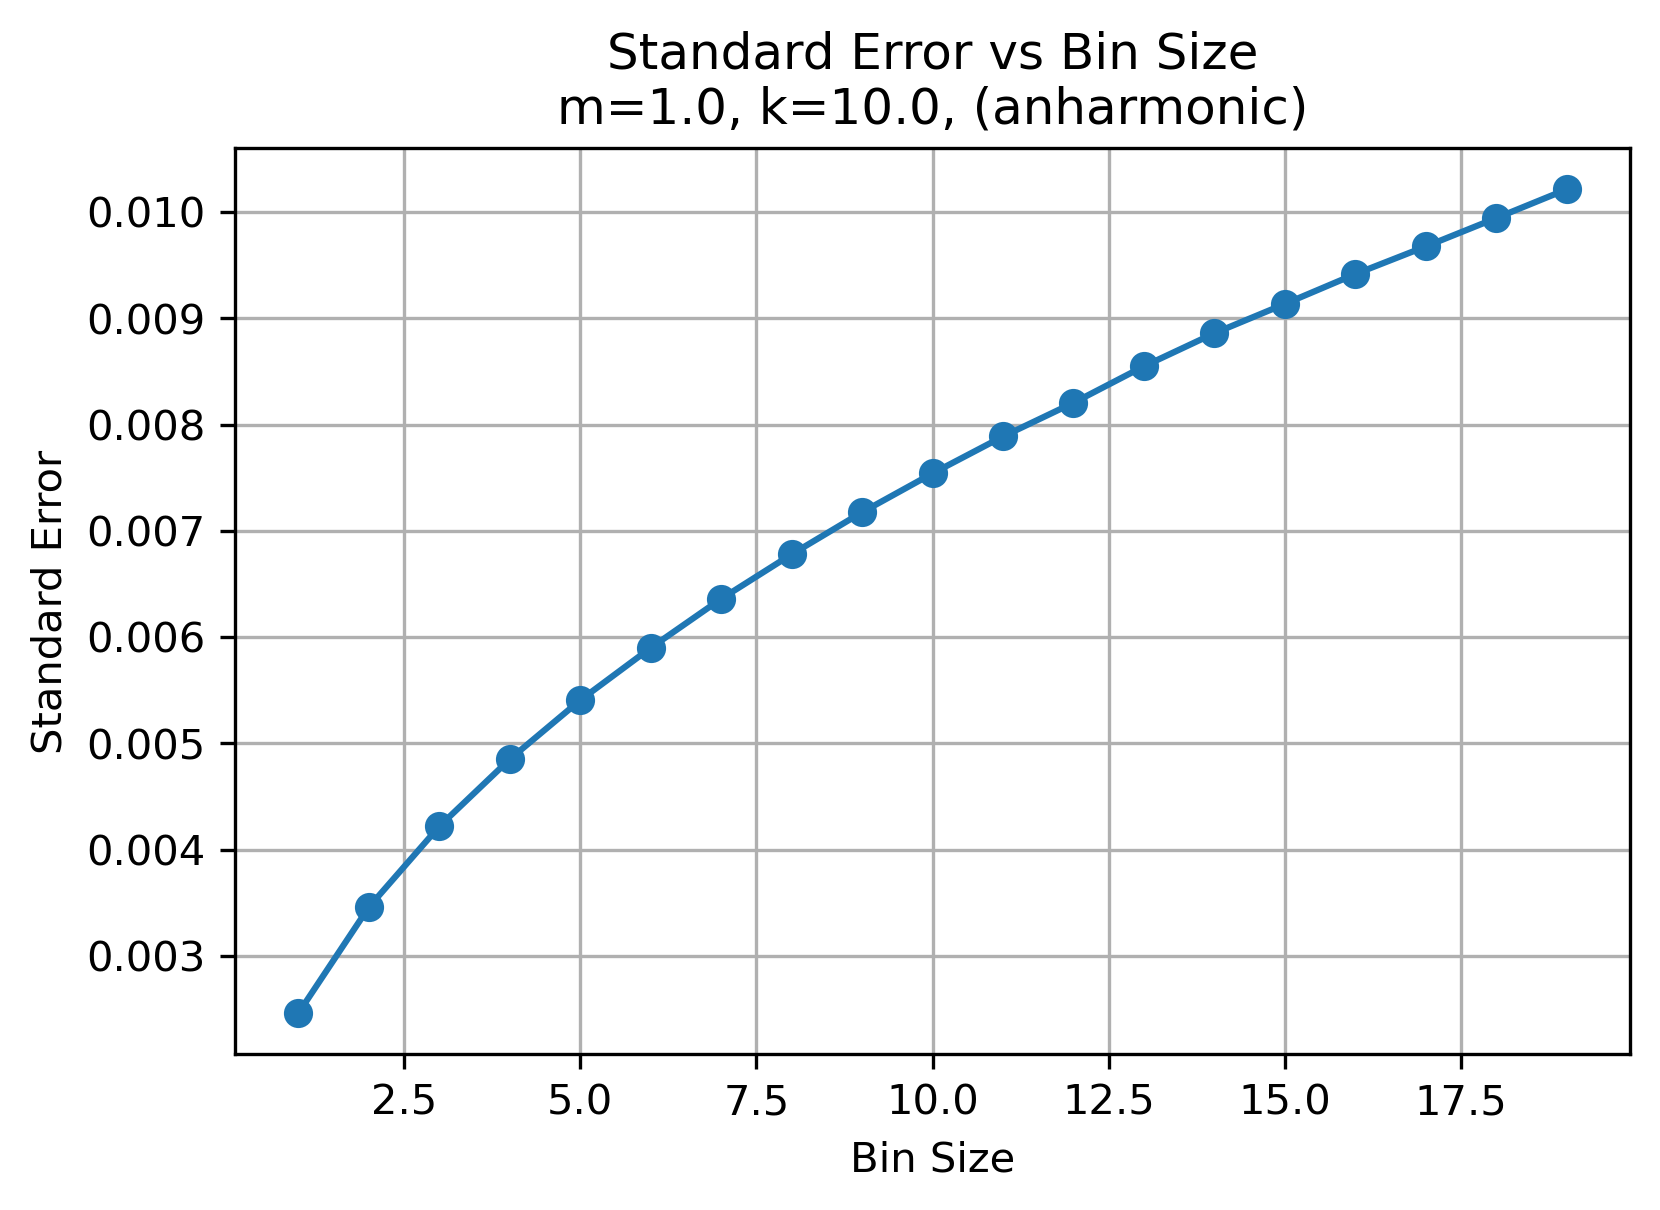 Standard Error vs Bin Size
m=1.0, k=10.0, (anharmonic)
Standard Error
0.010
0.009
0.008
0.007
0.006
0.005
0.004
0.003
2.5 5.0 7.5 10.0 12.5 15.0 17.5
Bin Size